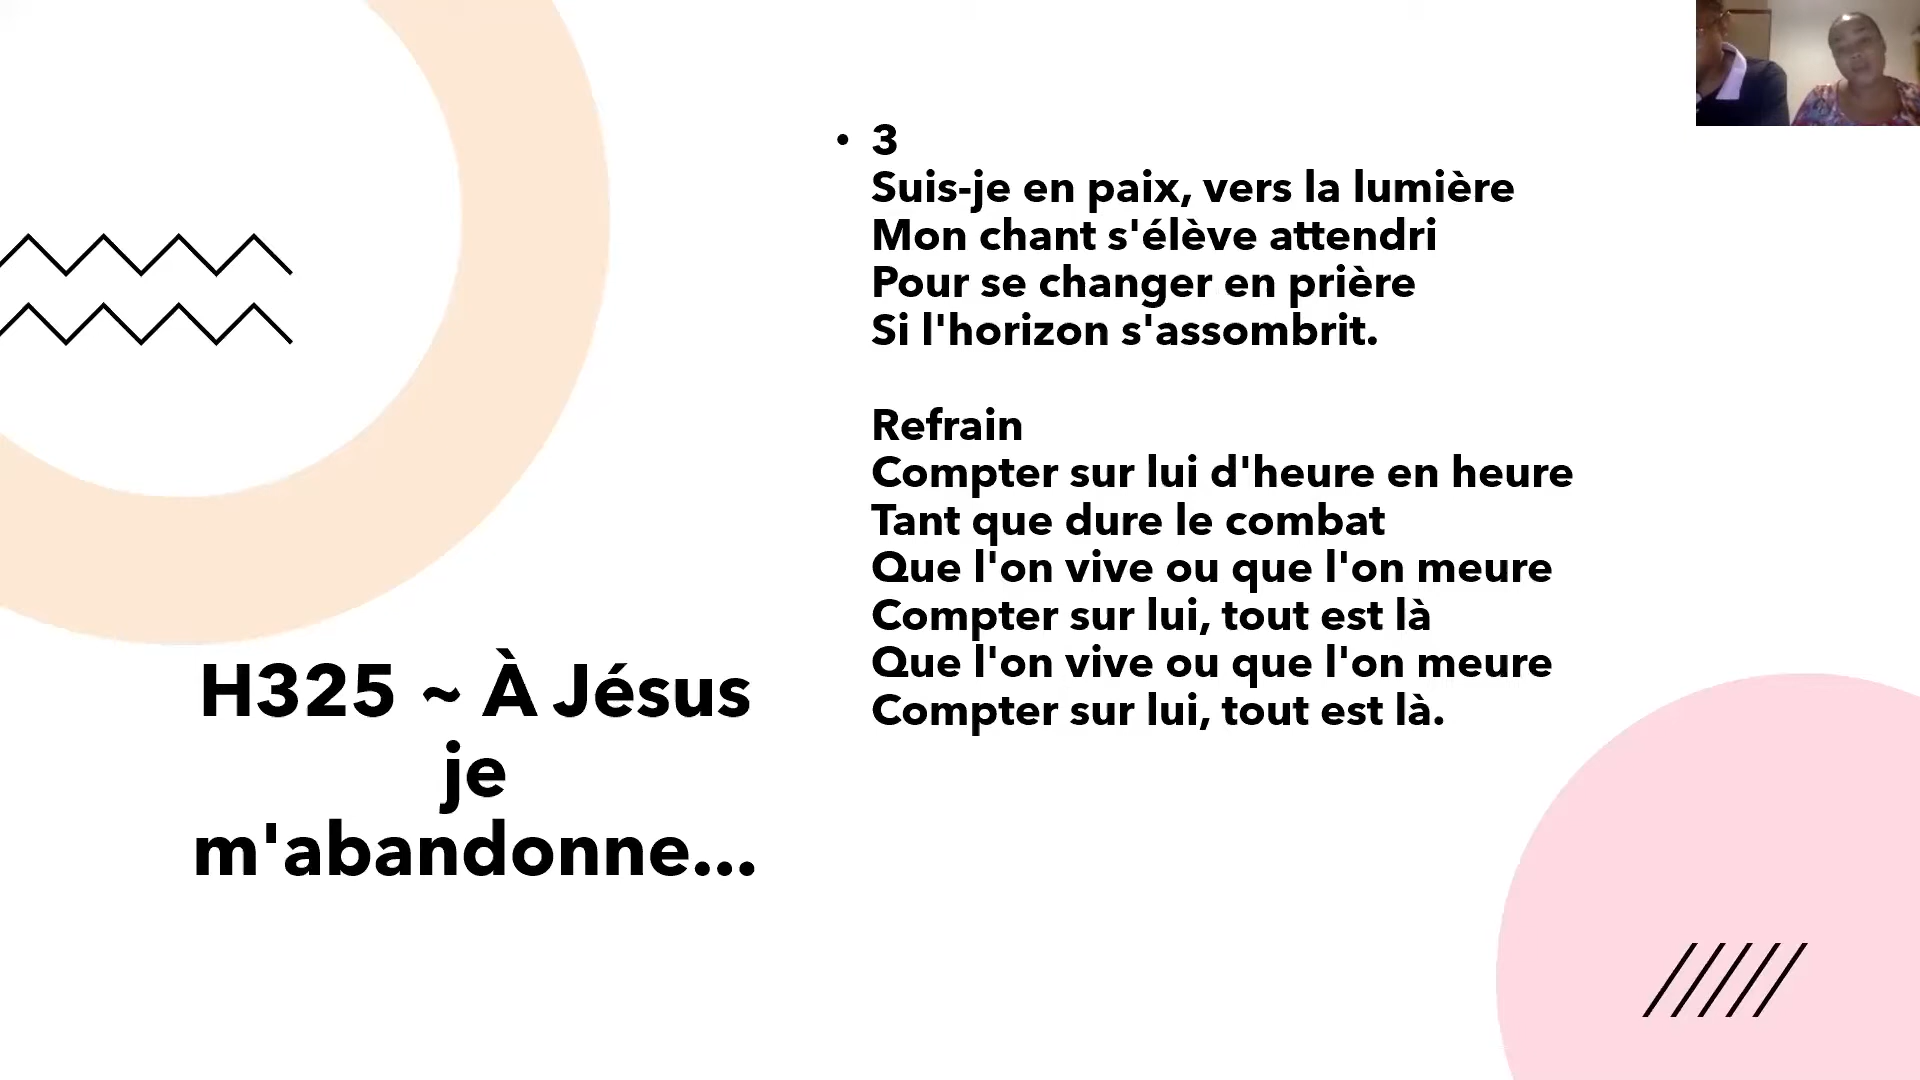 H325 ~ À Jésus
je
m'abandonne...
• 3
Suis-je en paix, vers la lumière
Mon chant s'élève attendri
Pour se changer en prière
Si l'horizon s'assombrit.
Refrain
Compter sur lui d'heure en heure
Tant que dure le combat
Que l'on vive ou que l'on meure
Compter sur lui, tout est là
Que l'on vive ou que l'on meure
Compter sur lui, tout est là.